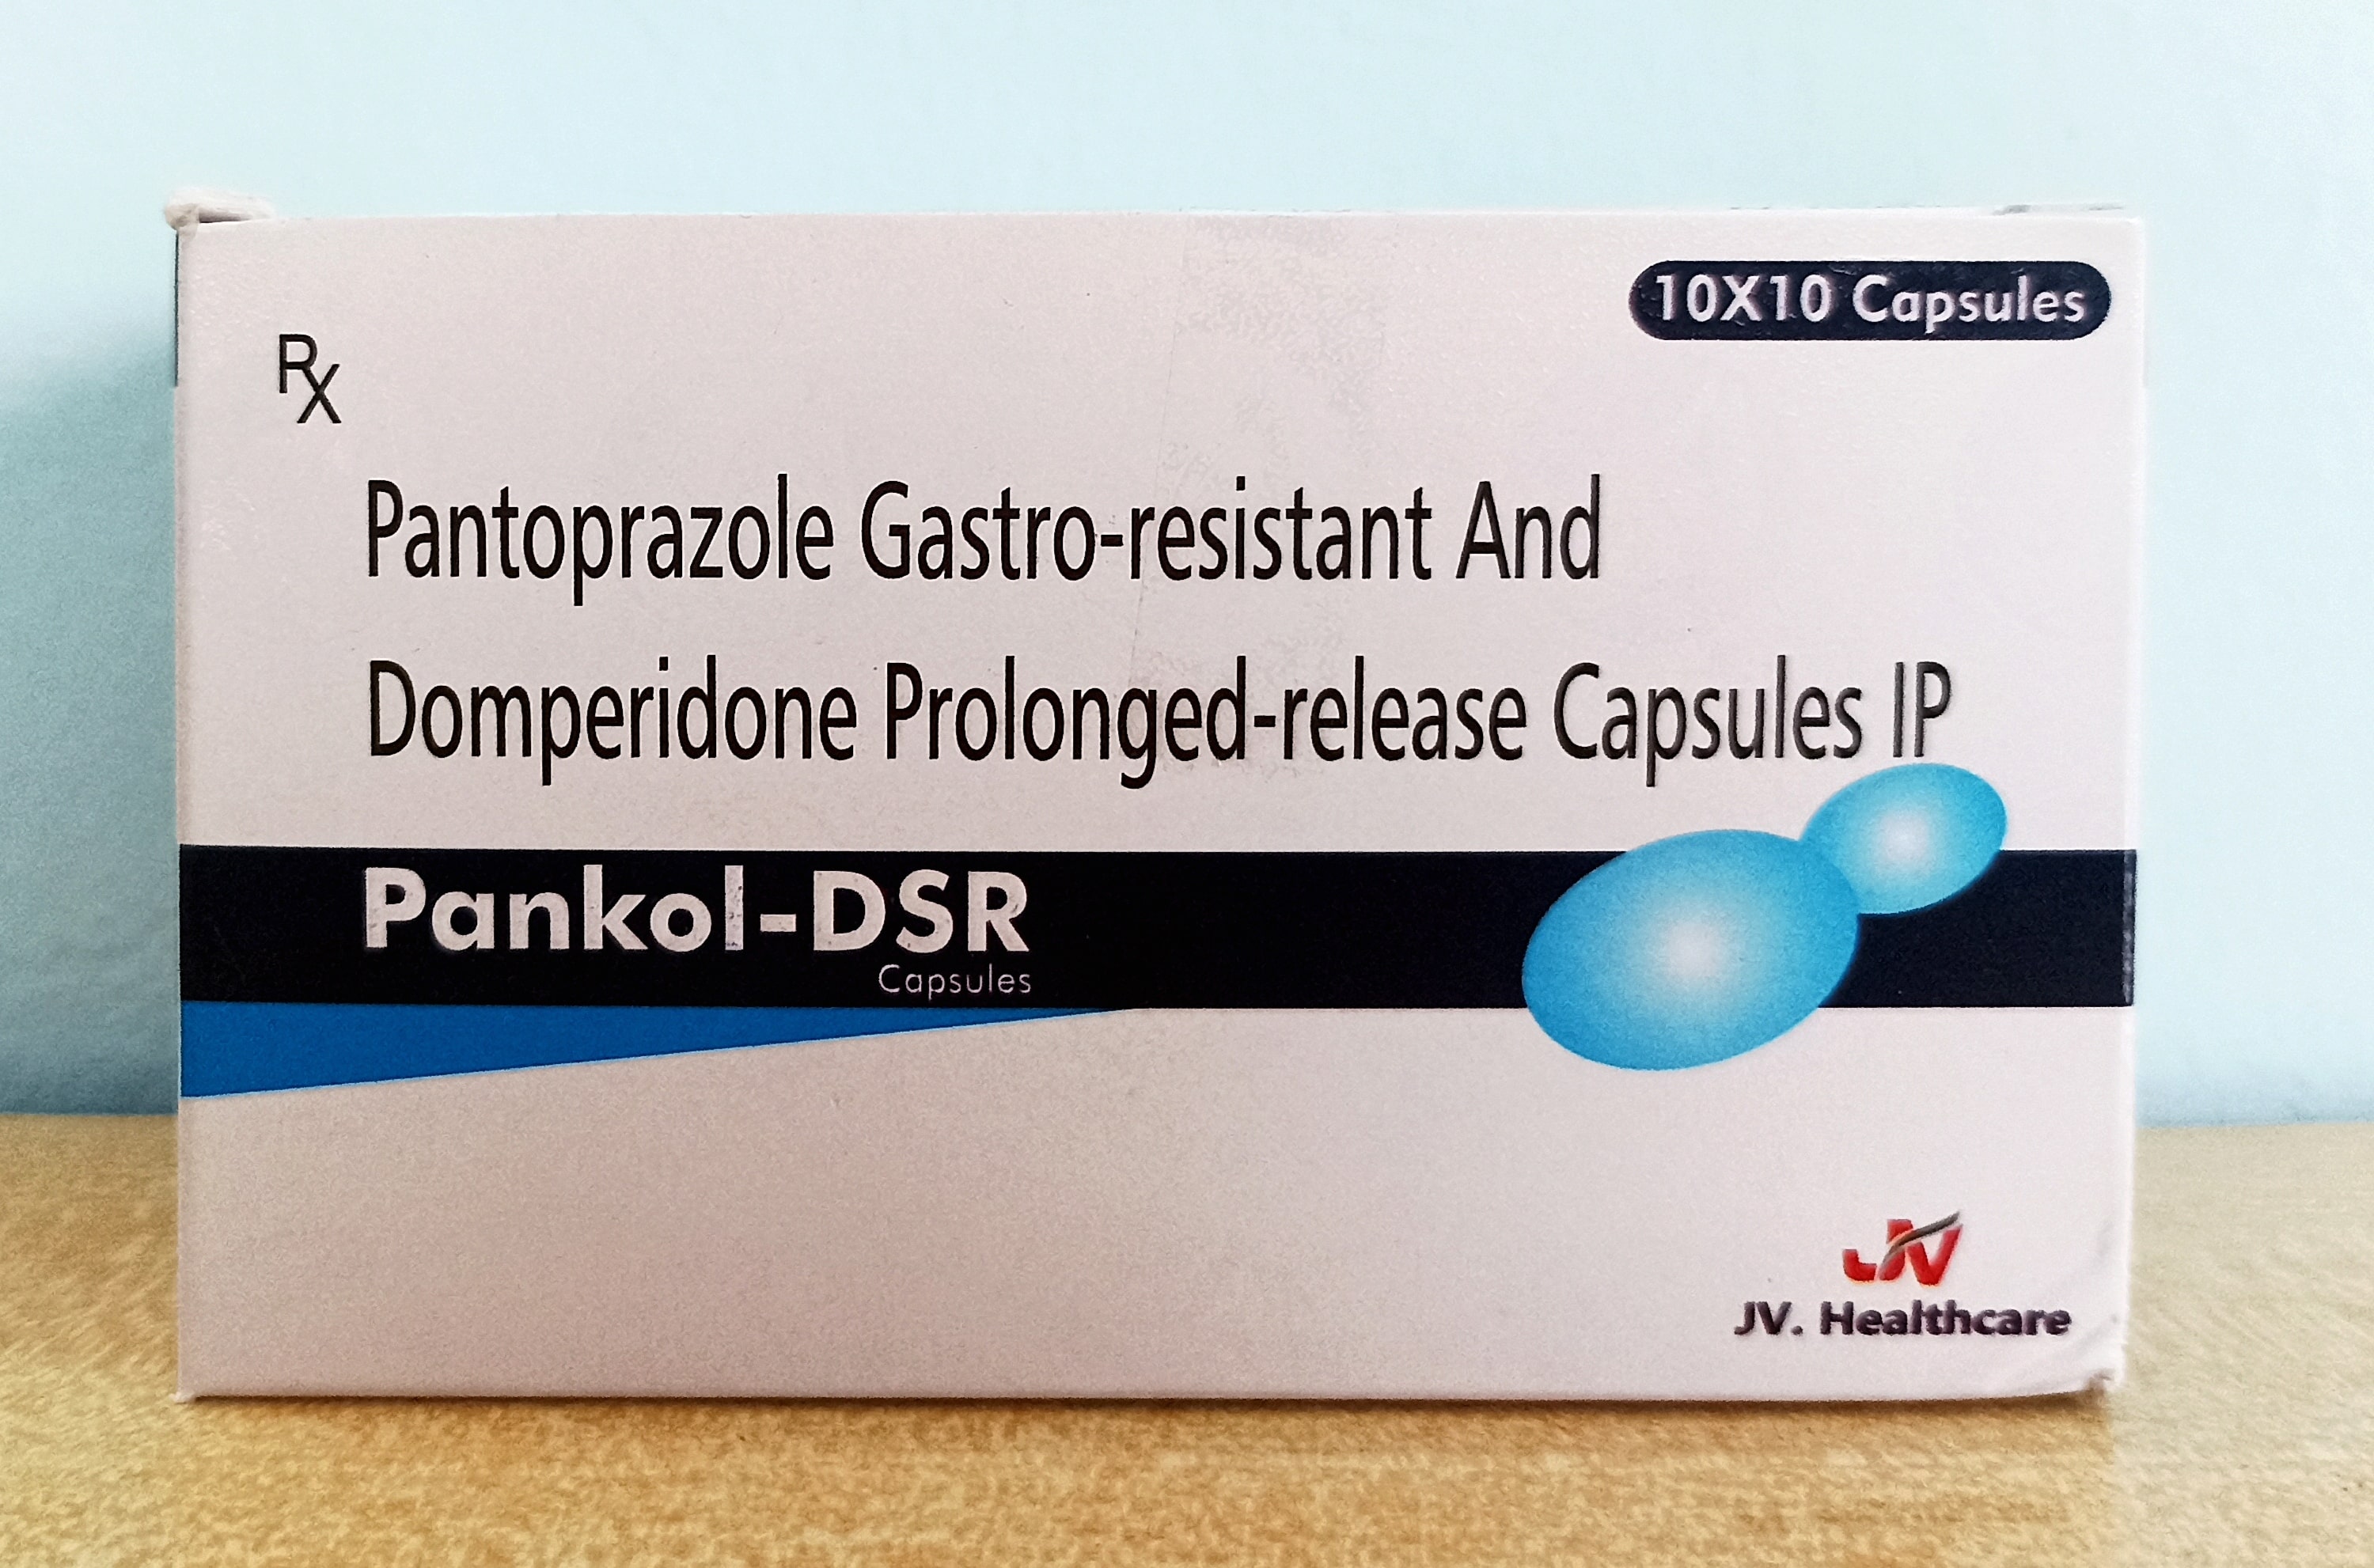 10X10 Capsules
Rx
Pantoprazole Gastro-resistant And
Domperidone Prolonged-release Capsules IP
Pankol-DSR
Capsules
JV
JV. Healthcare